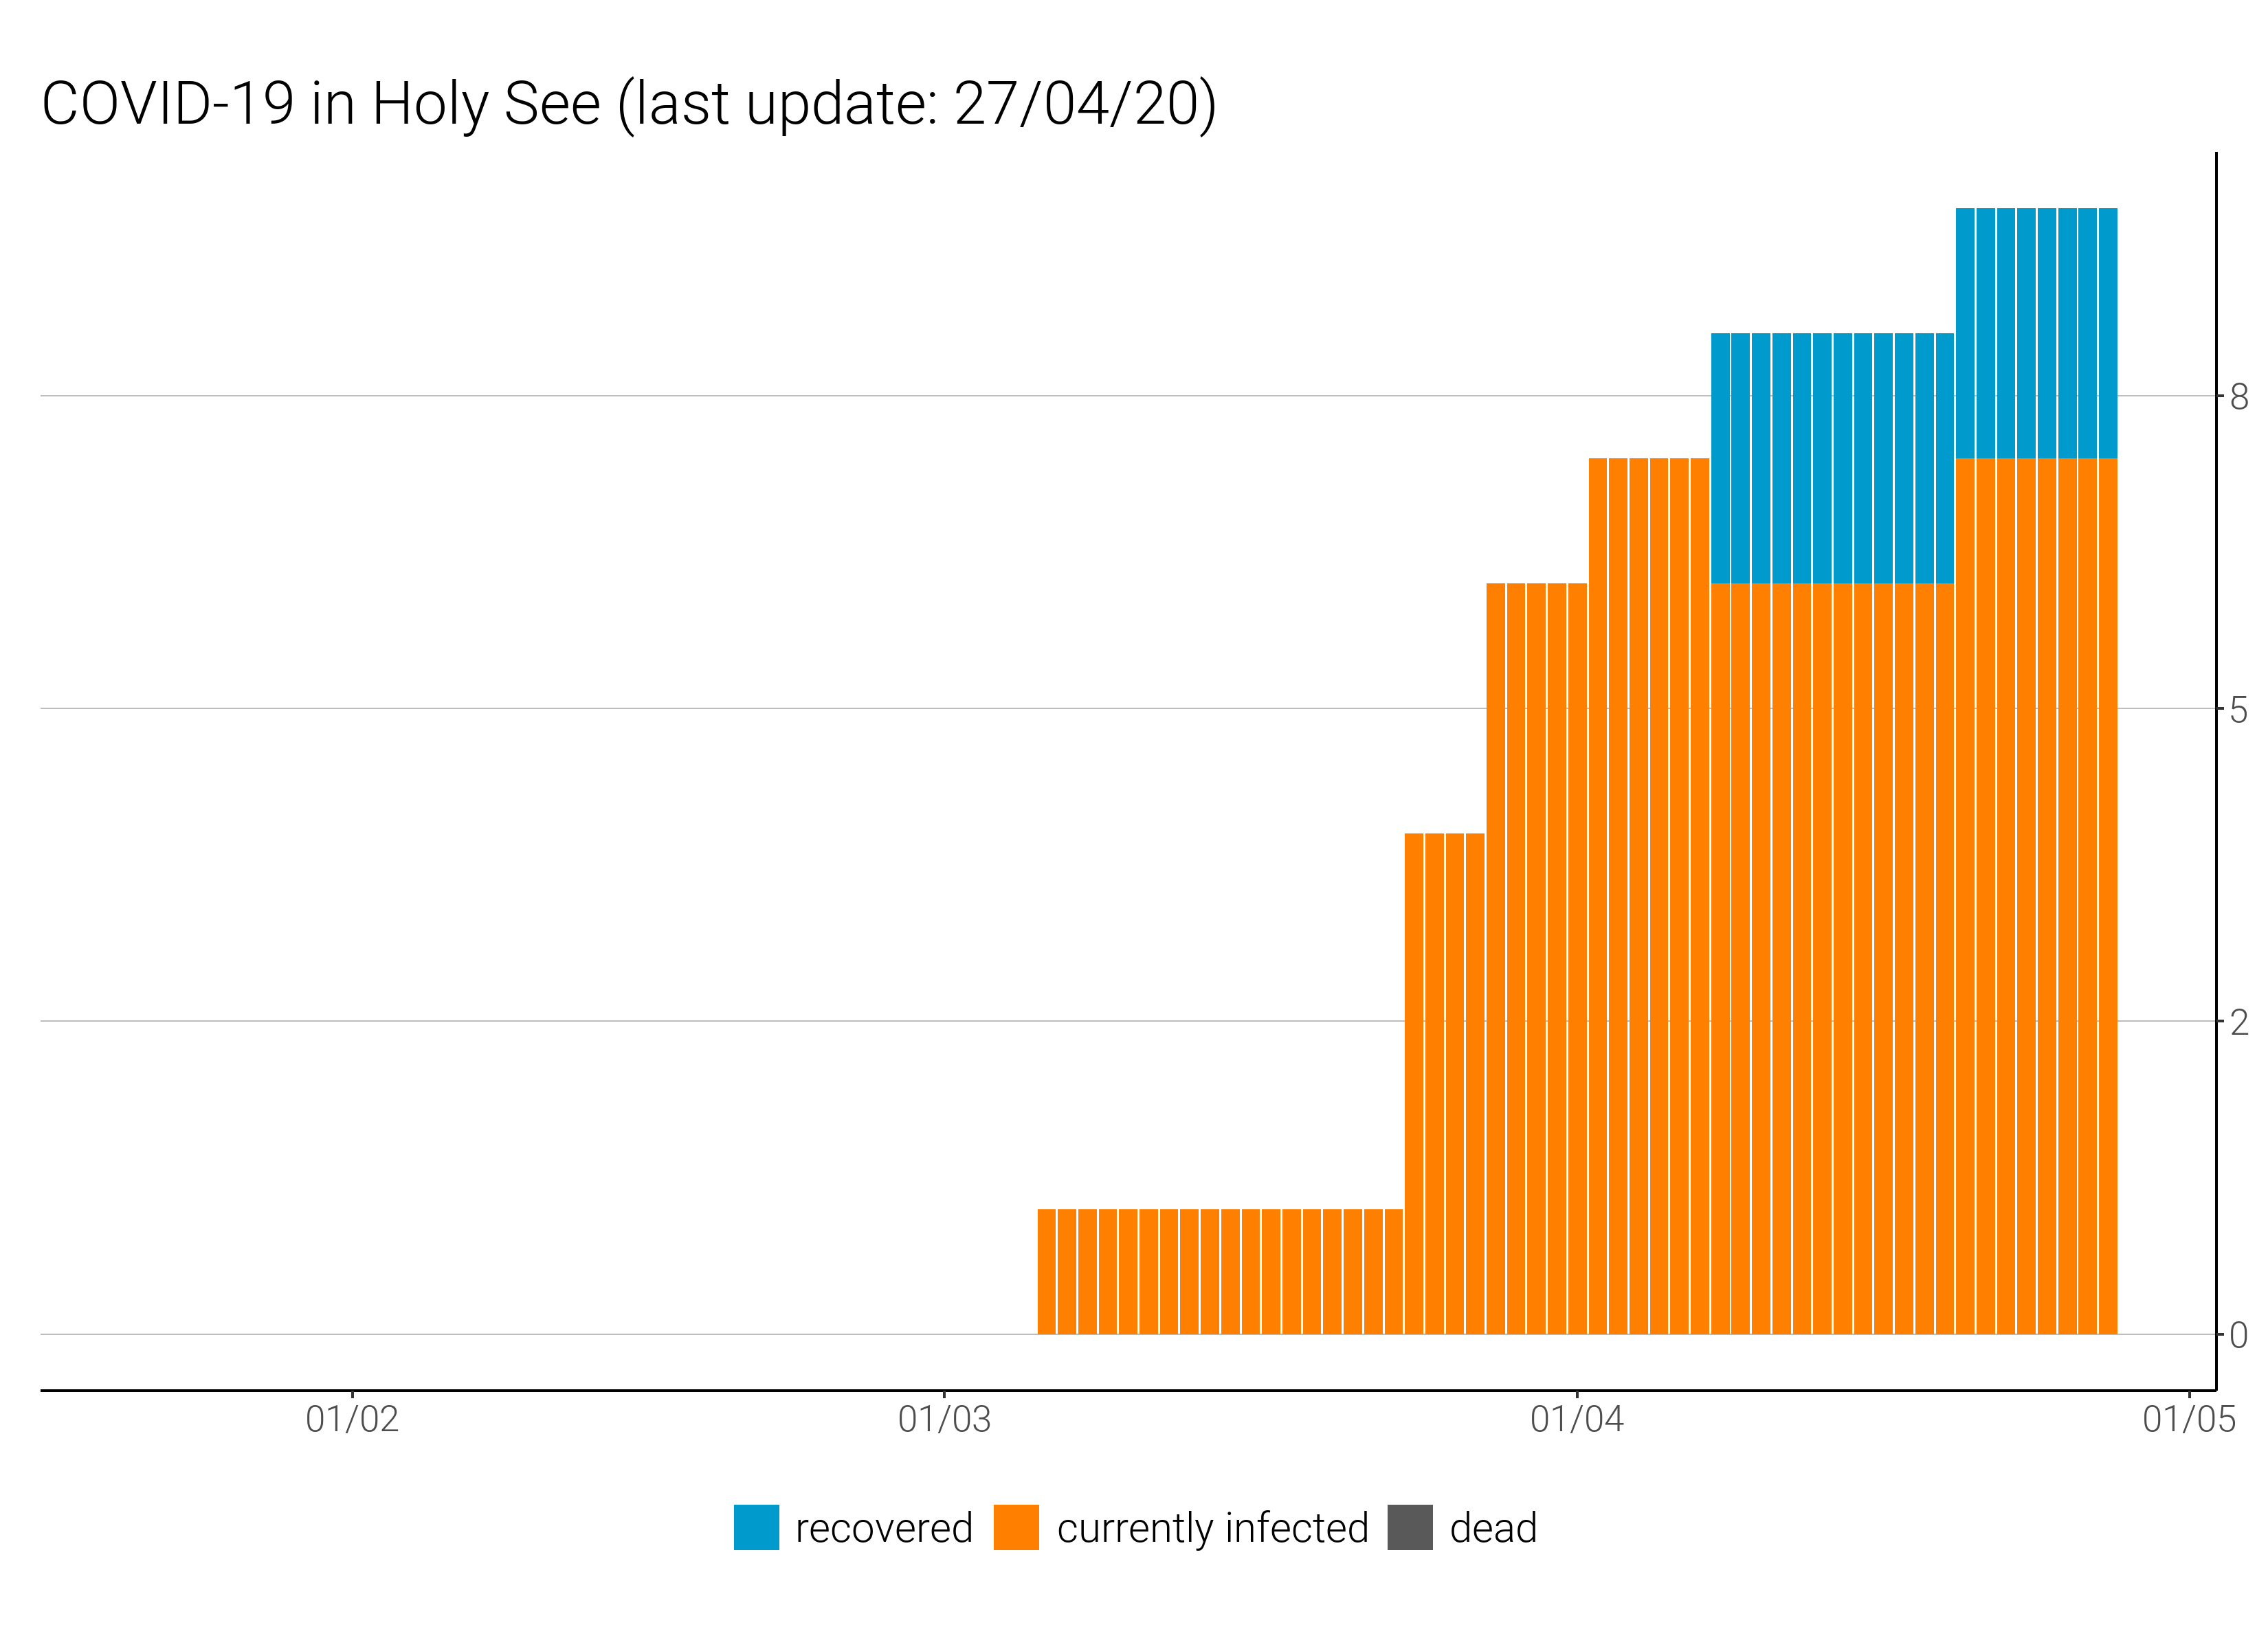 COVID-19 in Holy See (last update: 27/04/20)
8
5
2
0
01/02 01/03 01/04 01/05
recovered currently infected dead